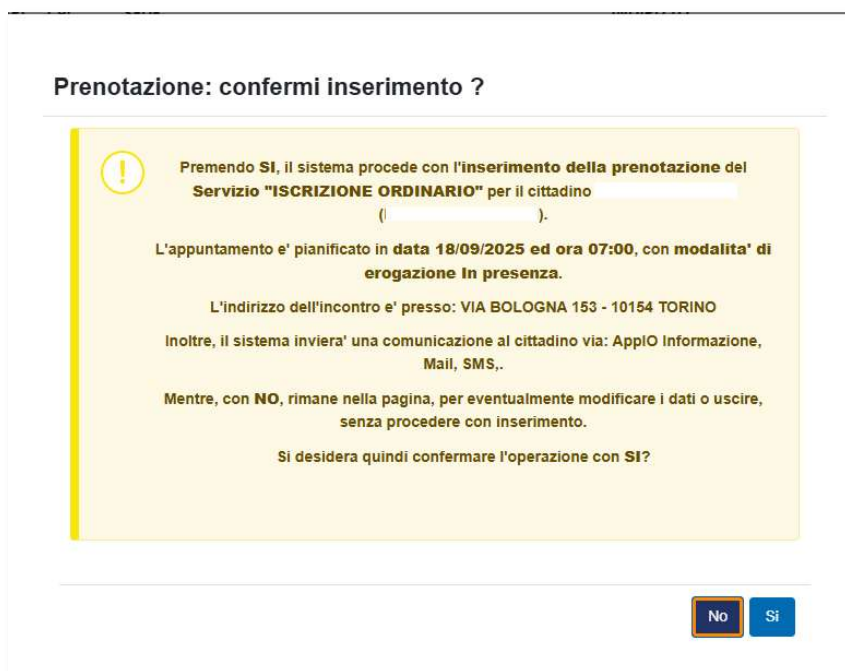 Prenotazione: confermi inserimento ?
Premendo SI, il sistema procede con l'inserimento della prenotazione del
Servizio "ISCRIZIONE ORDINARIO" per il cittadino
( ).
L'appuntamento e' pianificato in data 18/09/2025 ed ora 07:00, con modalita' di
erogazione In presenza.
L'indirizzo dell'incontro e' presso: VIA BOLOGNA 153 - 10154 TORINO
Inoltre, il sistema inviera' una comunicazione al cittadino via: AppIO Informazione,
Mail, SMS,.
Mentre, con NO, rimane nella pagina, per eventualmente modificare i dati o uscire,
senza procedere con inserimento.
Si desidera quindi confermare l'operazione con SI?
No Si